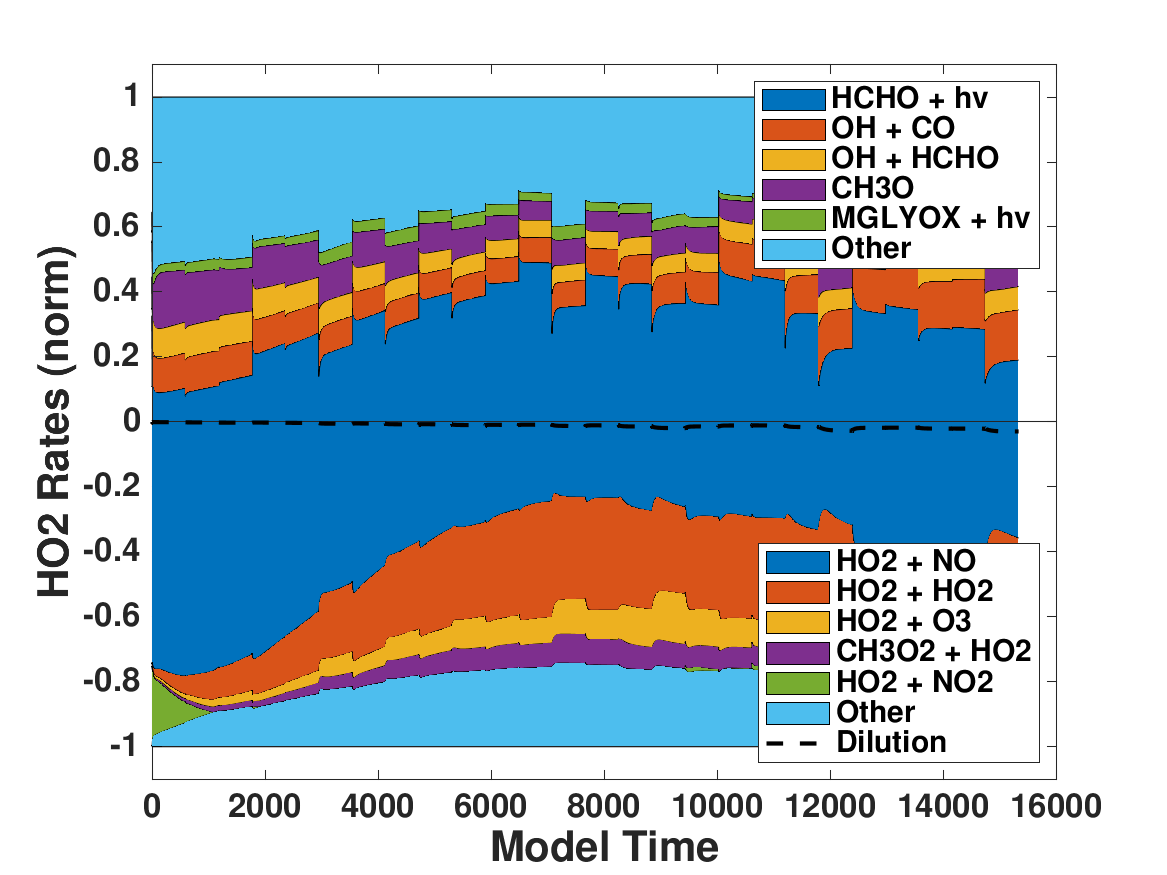 HCHO + hv
OH + CO
OH + HCHO
CH3O
MGLYOX + hv
Other
HO2 + NO
HO2 + HO2
HO2 + O3
CH3O2 + HO2
HO2 + NO2
Other
Dilution
1
0.8
0.6
0.4
0.2
0
-0.2
-0.4
-0.6
-0.8
-1
HO2 Rates (norm)
0 2000 4000 6000 8000 10000 12000 14000 16000
Model Time